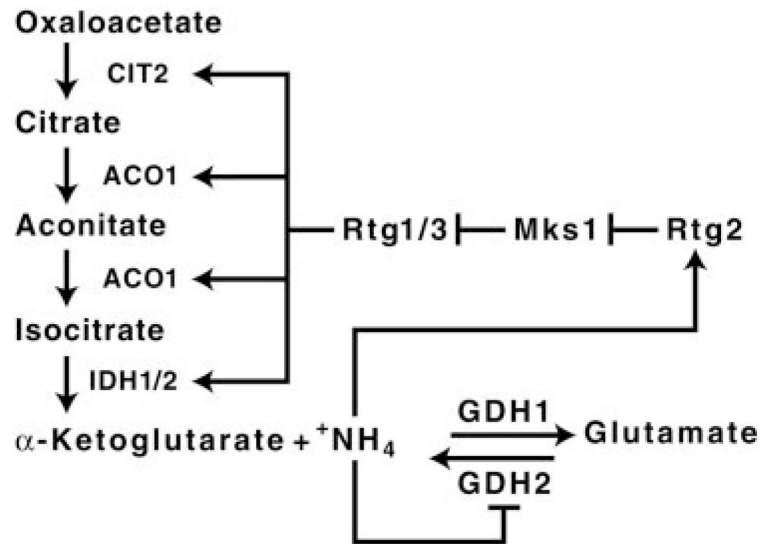 Oxaloacetate
CIT2
Citrate
ACO1
Aconitate
Rtg1/3
Mks1
Rtg2
ACO1
Isocitrate
IDH1/2
GDH1
α-Ketoglutarate + ⁺NH₄
Glutamate
GDH2